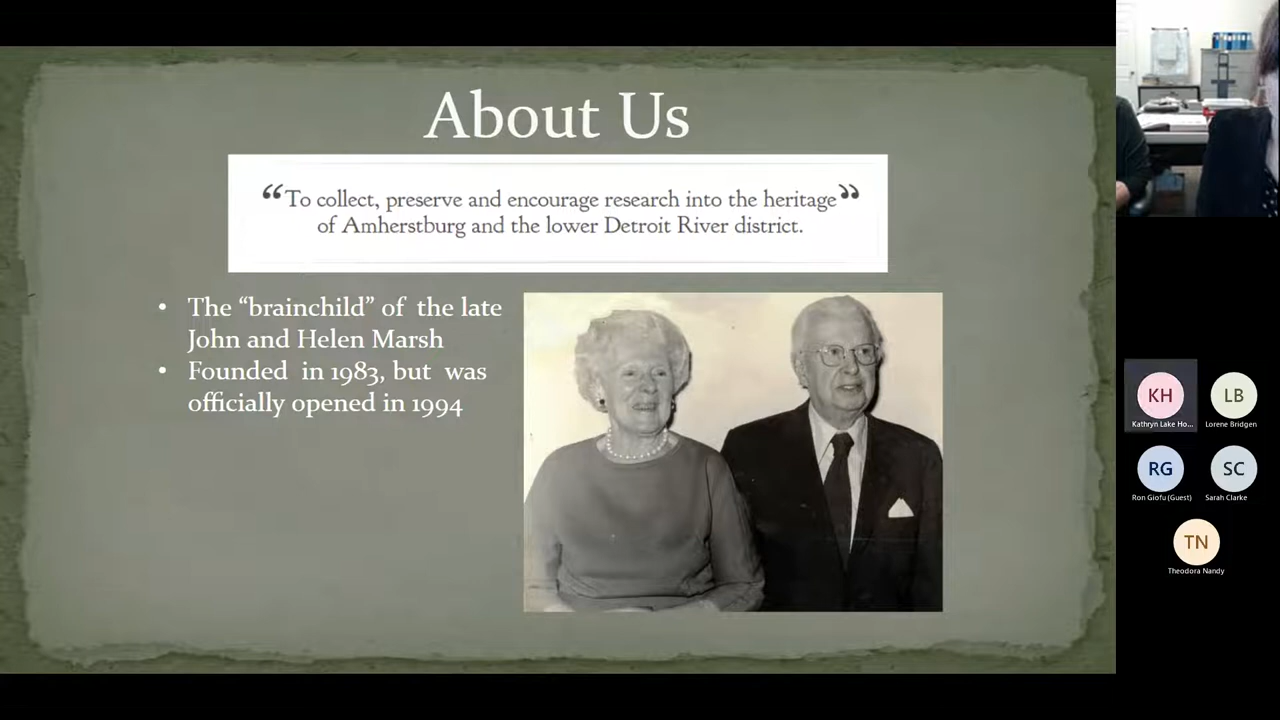 About Us
“To collect, preserve and encourage research into the heritage”
of Amherstburg and the lower Detroit River district.
• The “brainchild” of the late
John and Helen Marsh
• Founded in 1983, but was
officially opened in 1994
KH
Kathryn Lake Ho...
LB
Lorene Bridgen
RG
Ron Giofu (Guest)
SC
Sarah Clarke
TN
Theodora Nandy